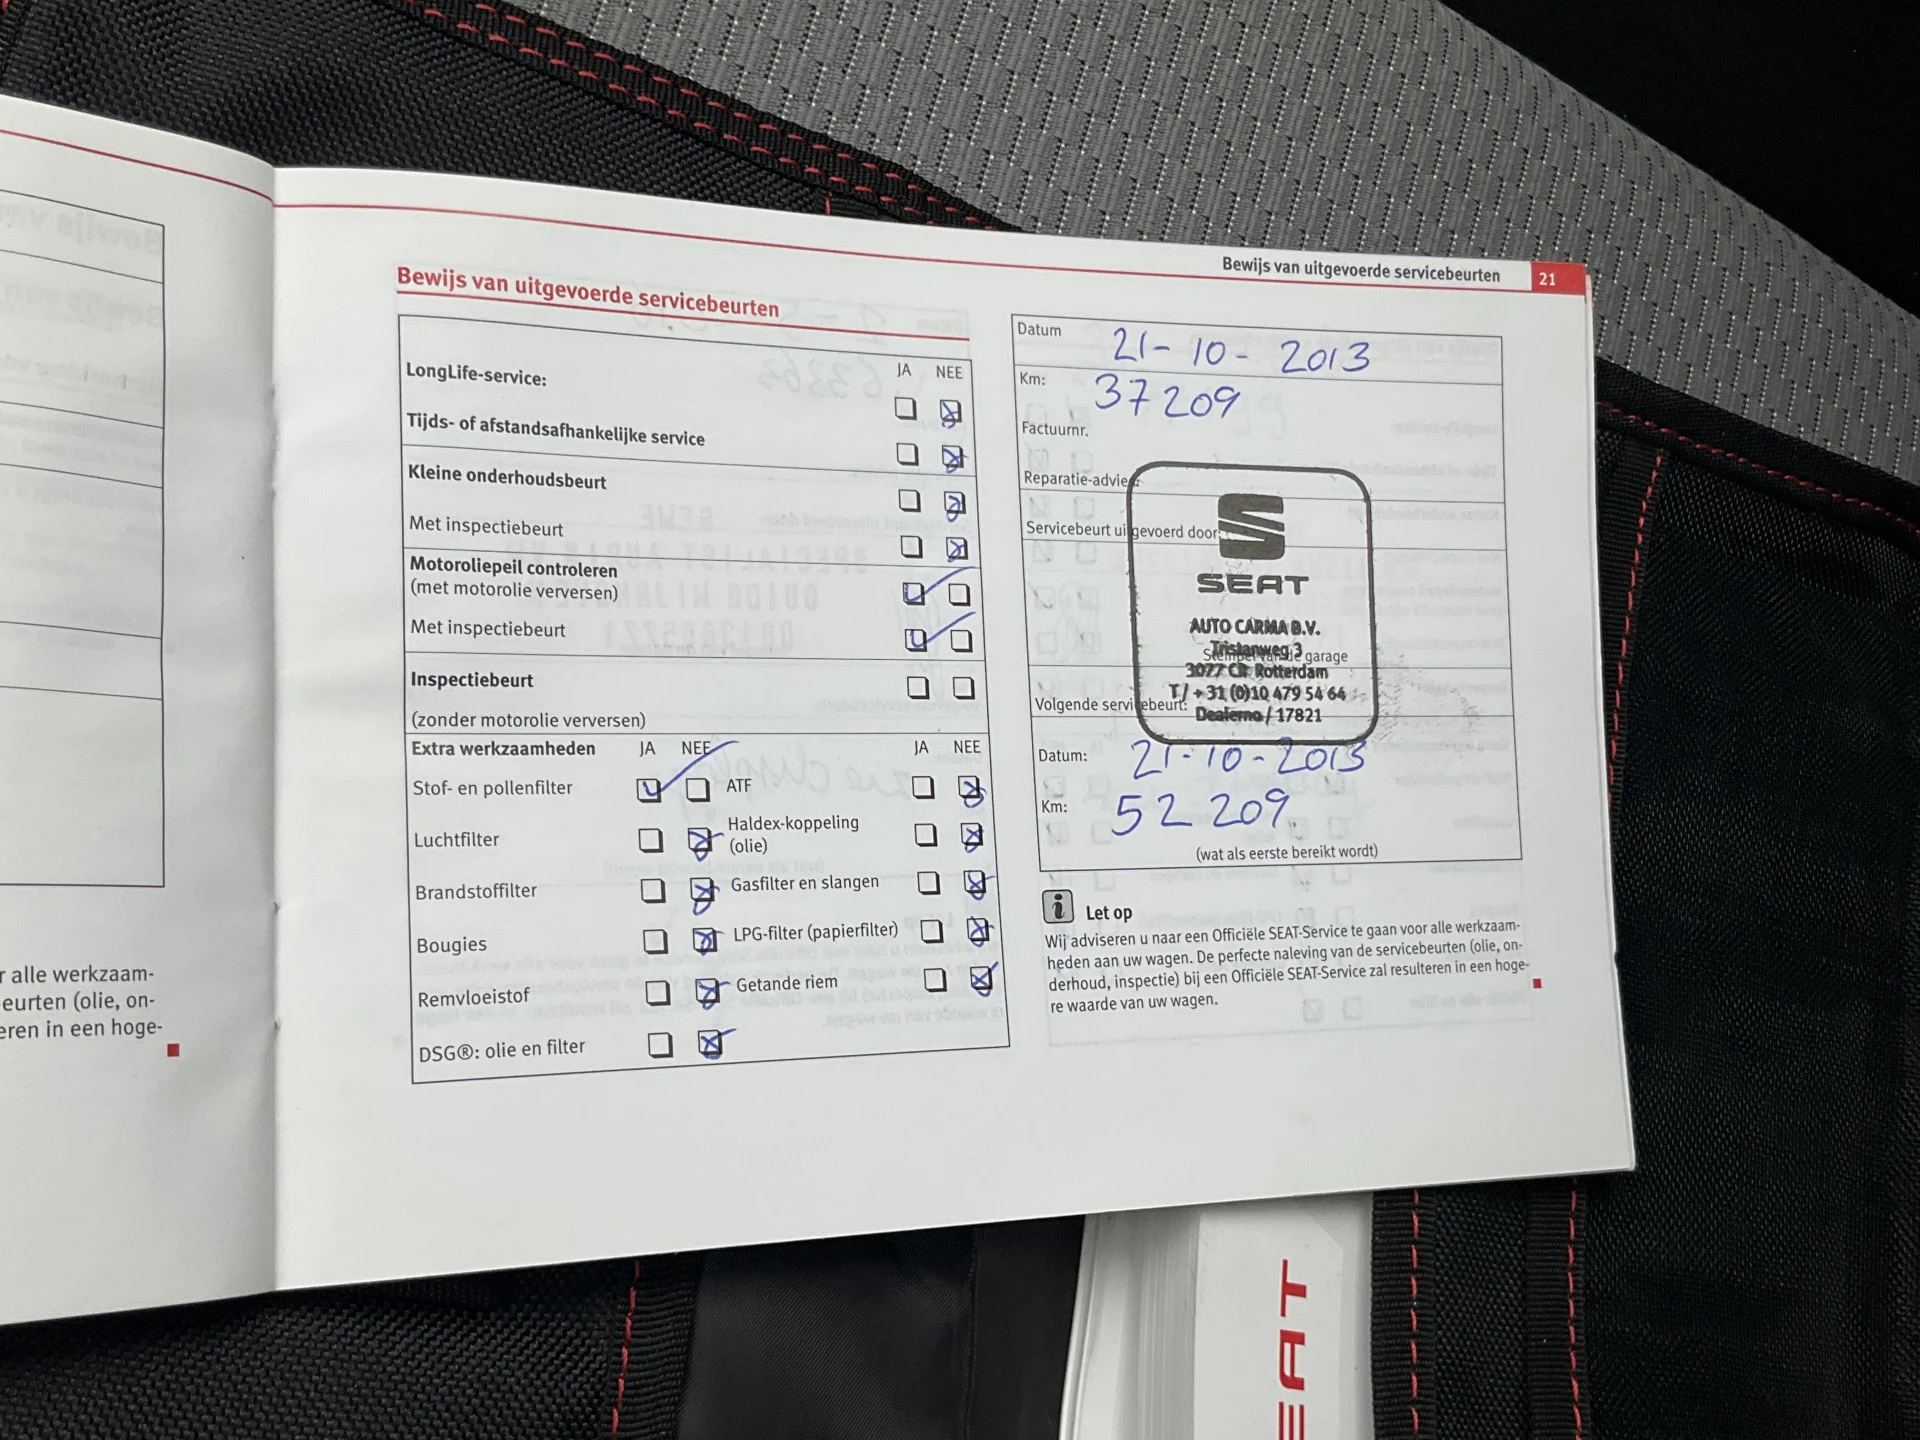 Bewijs van uitgevoerde servicebeurten 21
Bewijs van uitgevoerde servicebeurten
JA NEE
LongLife-service:
Tijds- of afstandsafhankelijke service
Kleine onderhoudsbeurt
Met inspectiebeurt
Motoroliepeil controleren
(met motorolie verversen)
Met inspectiebeurt
Inspectiebeurt
(zonder motorolie verversen)
Extra werkzaamheden JA NEE JA NEE
Stof- en pollenfilter ATF
Luchtfilter Haldex-koppeling
(olie)
Brandstoffilter Gasfilter en slangen
Bougies LPG-filter (papierfilter)
Remvloeistof Getande riem
DSG®: olie en filter
Datum 21-10-2013
Km: 37209
Factuurnr.
Reparatie-advies:
Servicebeurt uitgevoerd door:
SEAT
AUTO CARMA B.V.
Tristanweg 3
Stempel van de garage
3077 CR Rotterdam
T/ +31 (0)10 479 54 64
Volgende servicebeurt:
Dealerno/ 17821
Datum: 21-10-2013
Km: 52209.
(wat als eerste bereikt wordt)
i Let op
Wij adviseren u naar een Officiële SEAT-Service te gaan voor alle werkzaam-
heden aan uw wagen. De perfecte naleving van de servicebeurten (olie, on-
derhoud, inspectie) bij een Officiële SEAT-Service zal resulteren in een hoge-
re waarde van uw wagen.
r alle werkzaam-
eurten (olie, on-
eren in een hoge-
EAT